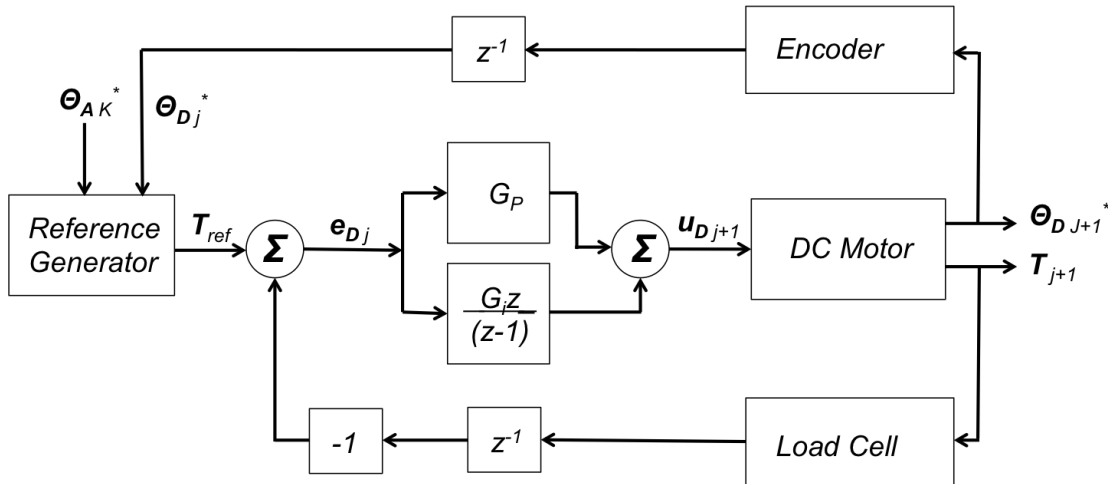 Encoder
z⁻¹
Θ_A K*
Θ_D j*
Reference
Generator
T_ref
Σ
e_D j
G_P
G_i z
(z-1)
Σ
u_D j+1
DC Motor
Θ_D J+1*
T_j+1
-1
z⁻¹
Load Cell